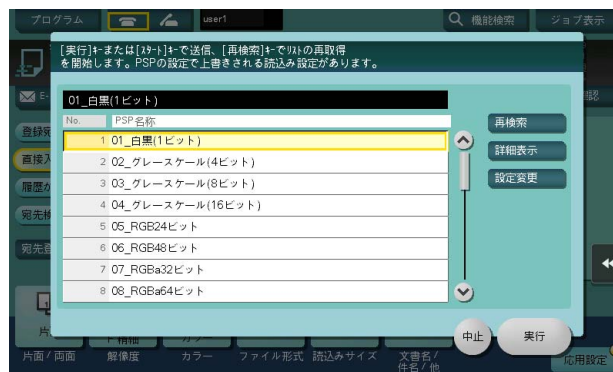 プログラム
user1
機能検索
ジョブ表示
[実行]キーまたは[スタート]キーで送信、[再検索]キーでリストの再取得
を開始します。PSPの設定で上書きされる読込み設定があります。
01_白黒(1ビット)
No. PSP名称
1 01_白黒(1ビット)
2 02_グレースケール(4ビット)
3 03_グレースケール(8ビット)
4 04_グレースケール(16ビット)
5 05_RGB24ビット
6 06_RGB48ビット
7 07_RGBa32ビット
8 08_RGBa64ビット
再検索
詳細表示
設定変更
中止
実行
片面/両面
解像度
カラー
ファイル形式
読込みサイズ
文書名/
件名/他
応用設定